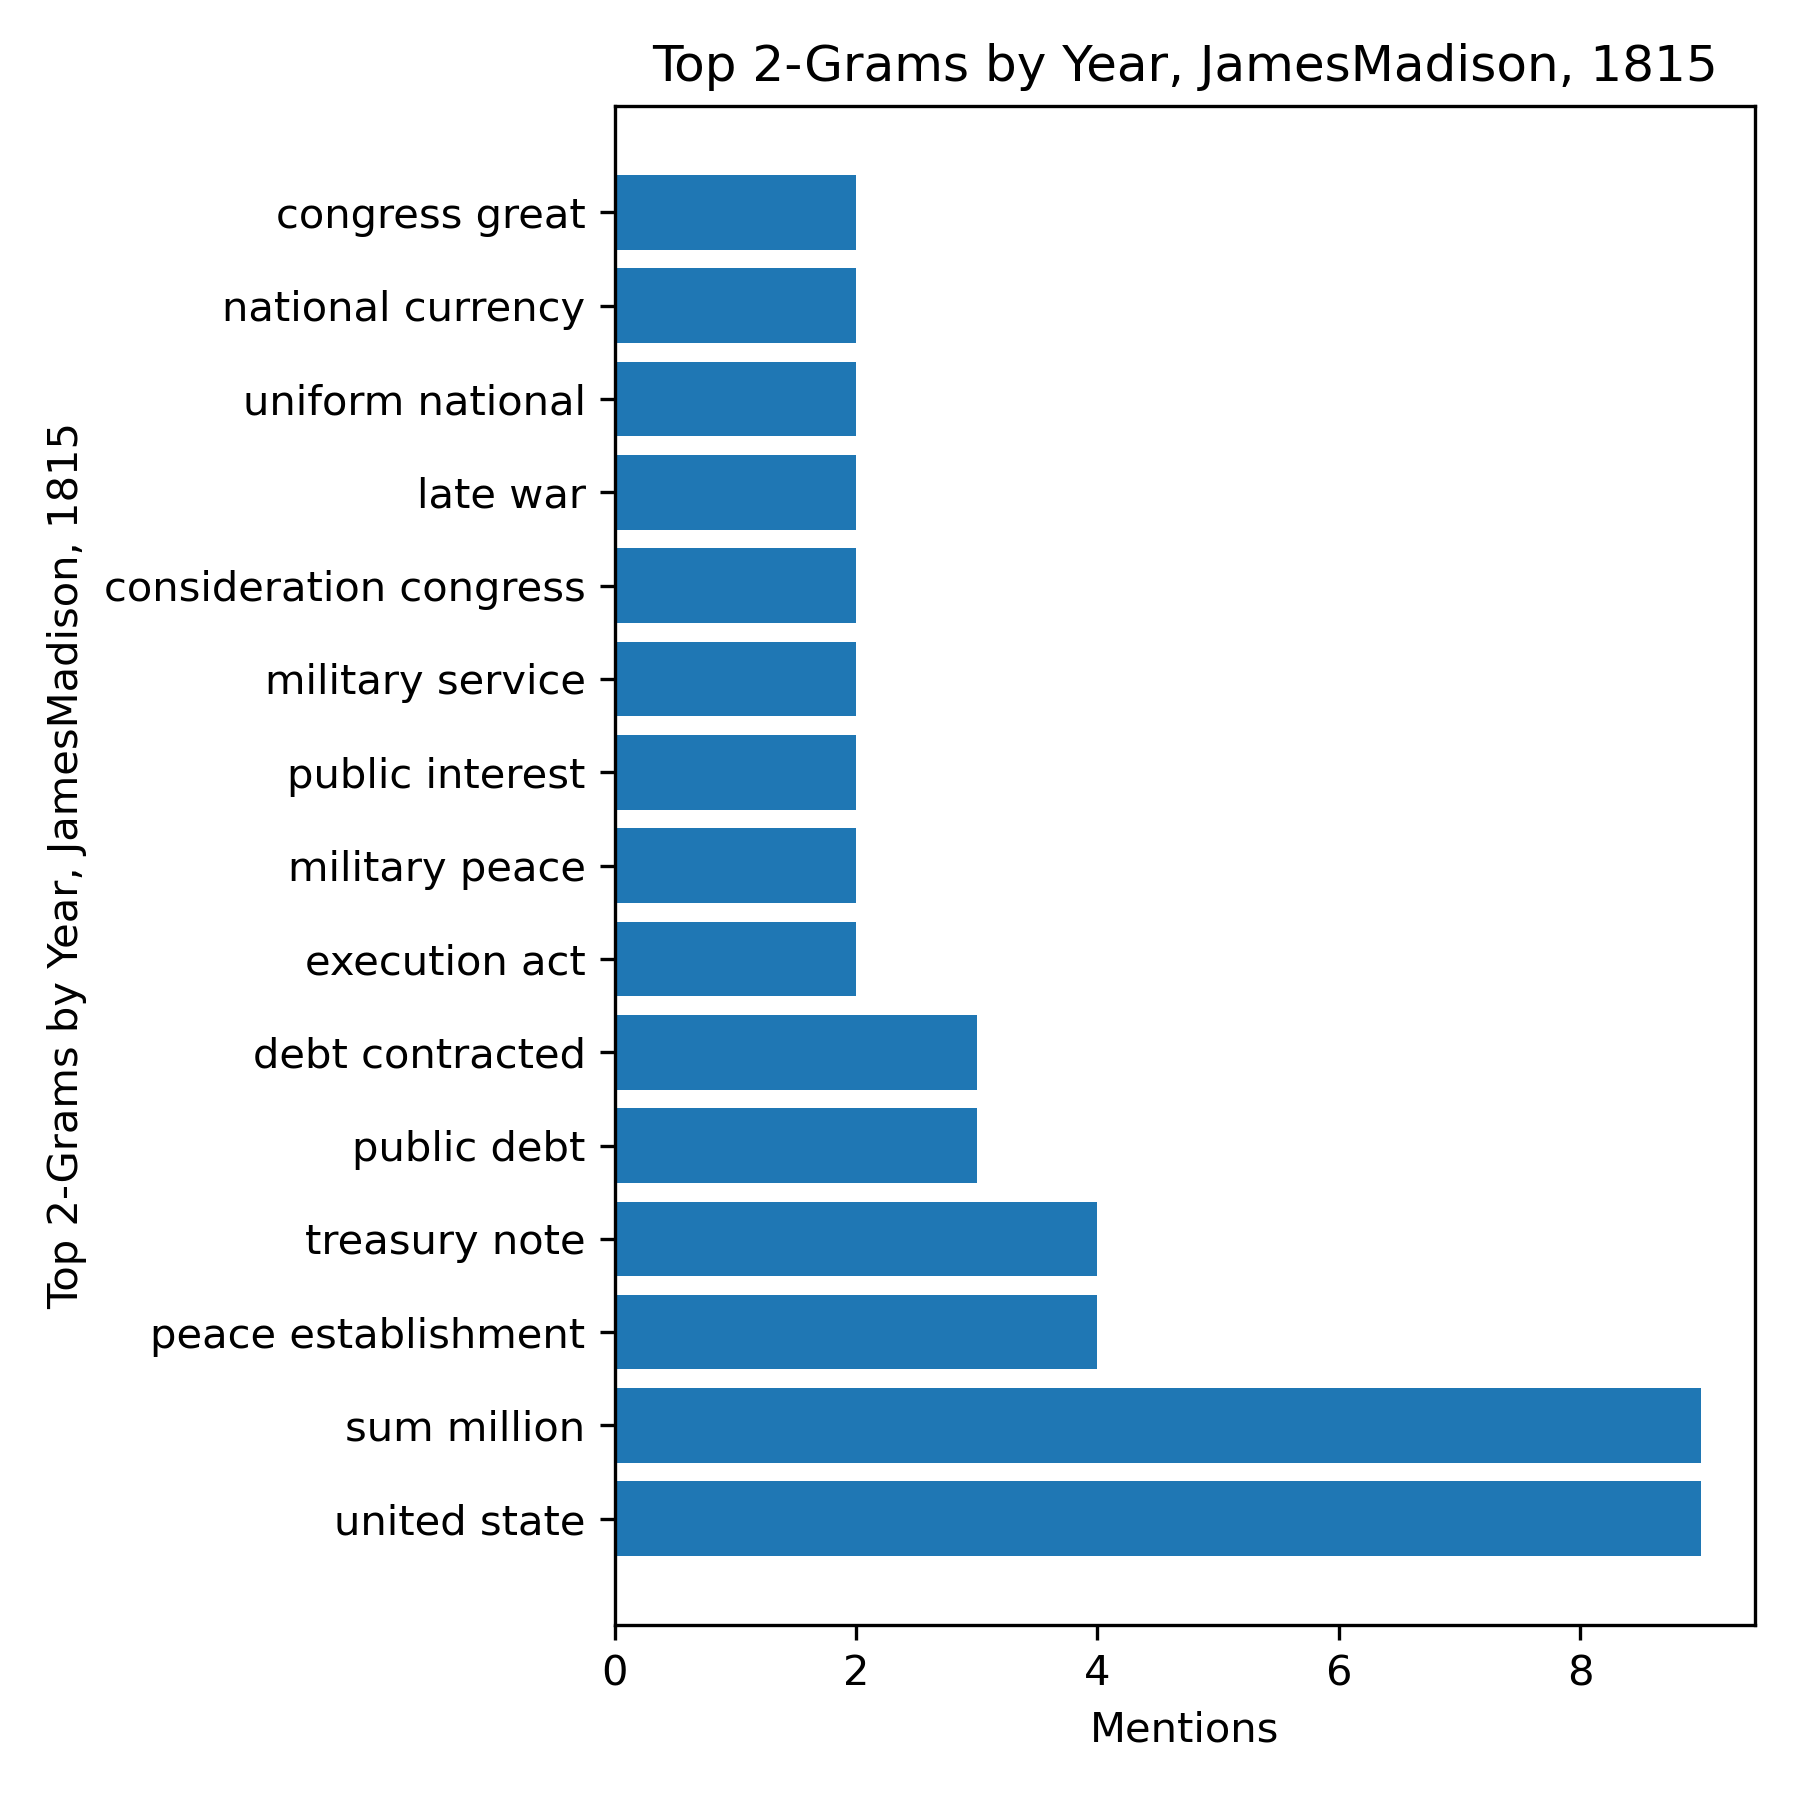 Top 2-Grams by Year, JamesMadison, 1815
congress great
national currency
uniform national
late war
consideration congress
military service
public interest
military peace
execution act
debt contracted
public debt
treasury note
peace establishment
sum million
united state
Top 2-Grams by Year, JamesMadison, 1815
0 2 4 6 8
Mentions